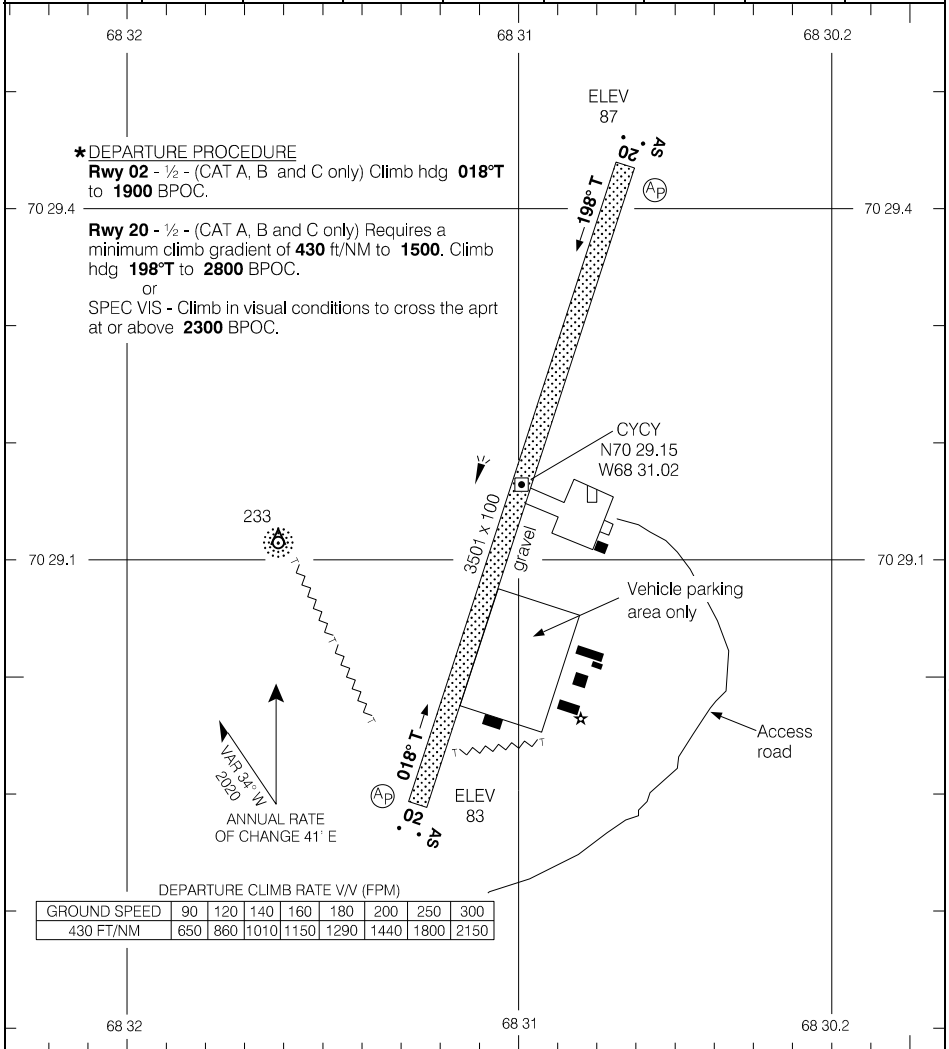 68 32
68 31
68 30.2
ELEV
87
20
AS
AP
198° T
* DEPARTURE PROCEDURE
Rwy 02 - ½ - (CAT A, B and C only) Climb hdg 018°T
to 1900 BPOC.
Rwy 20 - ½ - (CAT A, B and C only) Requires a
minimum climb gradient of 430 ft/NM to 1500. Climb
hdg 198°T to 2800 BPOC.
or
SPEC VIS - Climb in visual conditions to cross the aprt
at or above 2300 BPOC.
70 29.4
70 29.4
CYCY
N70 29.15
W68 31.02
3501 x 100
gravel
233
70 29.1
70 29.1
Vehicle parking
area only
T
T
T
T
T
Access
road
018° T
AP
02
AS
ELEV
83
VAR 34° W
2020
ANNUAL RATE
OF CHANGE 41' E
DEPARTURE CLIMB RATE V/V (FPM)
GROUND SPEED 90 120 140 160 180 200 250 300
430 FT/NM 650 860 1010 1150 1290 1440 1800 2150
68 32
68 31
68 30.2